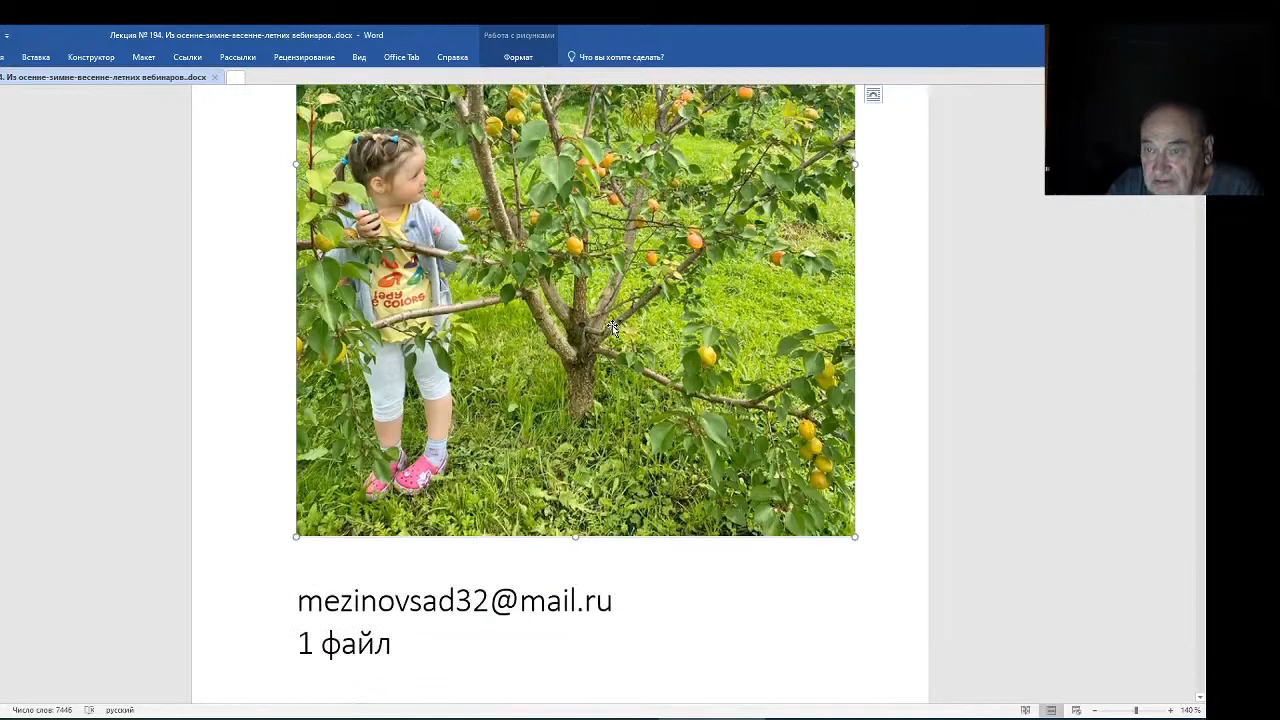 Лекция № 194. Из осенне-зимне-весенне-летних вебинаров..docx - Word
Работа с рисунками
Вставка Конструктор Макет Ссылки Рассылки Рецензирование Вид Office Tab Справка Формат Что вы хотите сделать?
4. Из осенне-зимне-весенне-летних вебинаров..docx
COLORS
mezinovsad32@mail.ru
1 файл
Число слов: 7446 русский 140 %